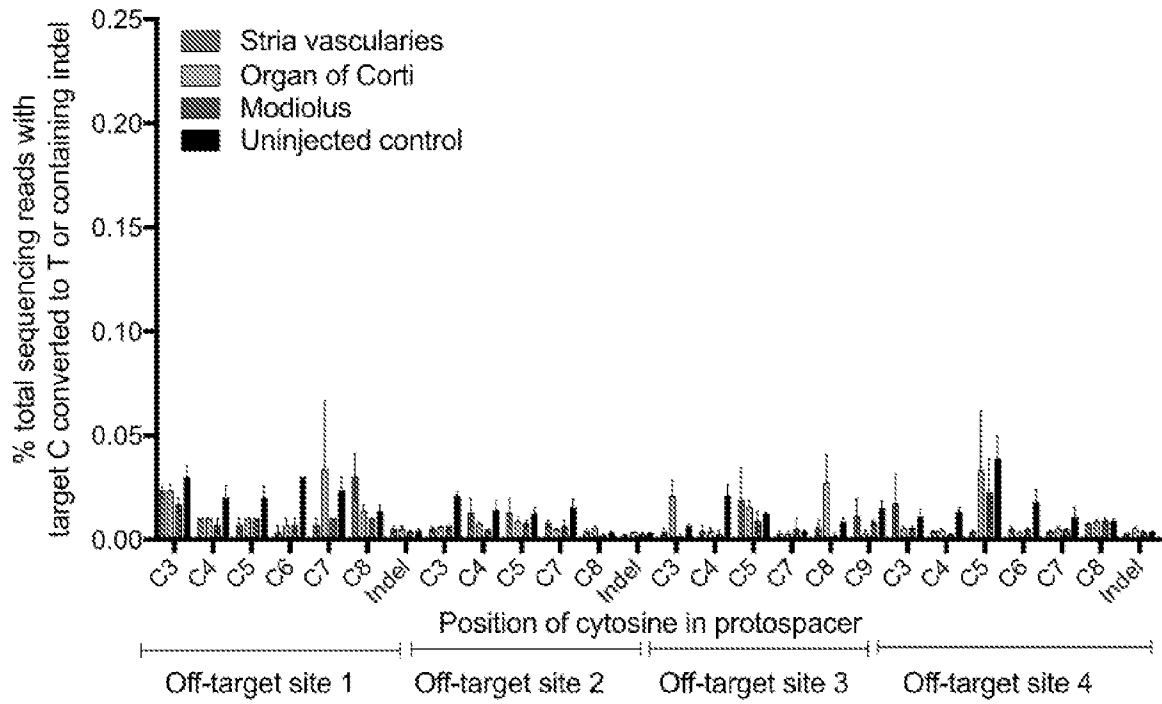 0.25
0.20
0.15
0.10
0.05
0.00
% total sequencing reads with
target C converted to T or containing indel
Stria vascularies
Organ of Corti
Modiolus
Uninjected control
C3 C4 C5 C6 C7 C8 Indel C3 C4 C5 C7 C8 Indel C3 C4 C5 C7 C8 C9 C3 C4 C5 C6 C7 C8 Indel
Position of cytosine in protospacer
Off-target site 1 Off-target site 2 Off-target site 3 Off-target site 4